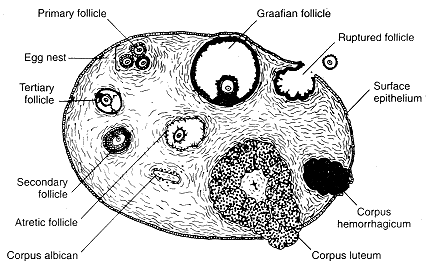 Primary follicle
Graafian follicle
Ruptured follicle
Egg nest
Tertiary
follicle
Surface
epithelium
Secondary
follicle
Atretic follicle
Corpus
hemorrhagicum
Corpus albican
Corpus luteum